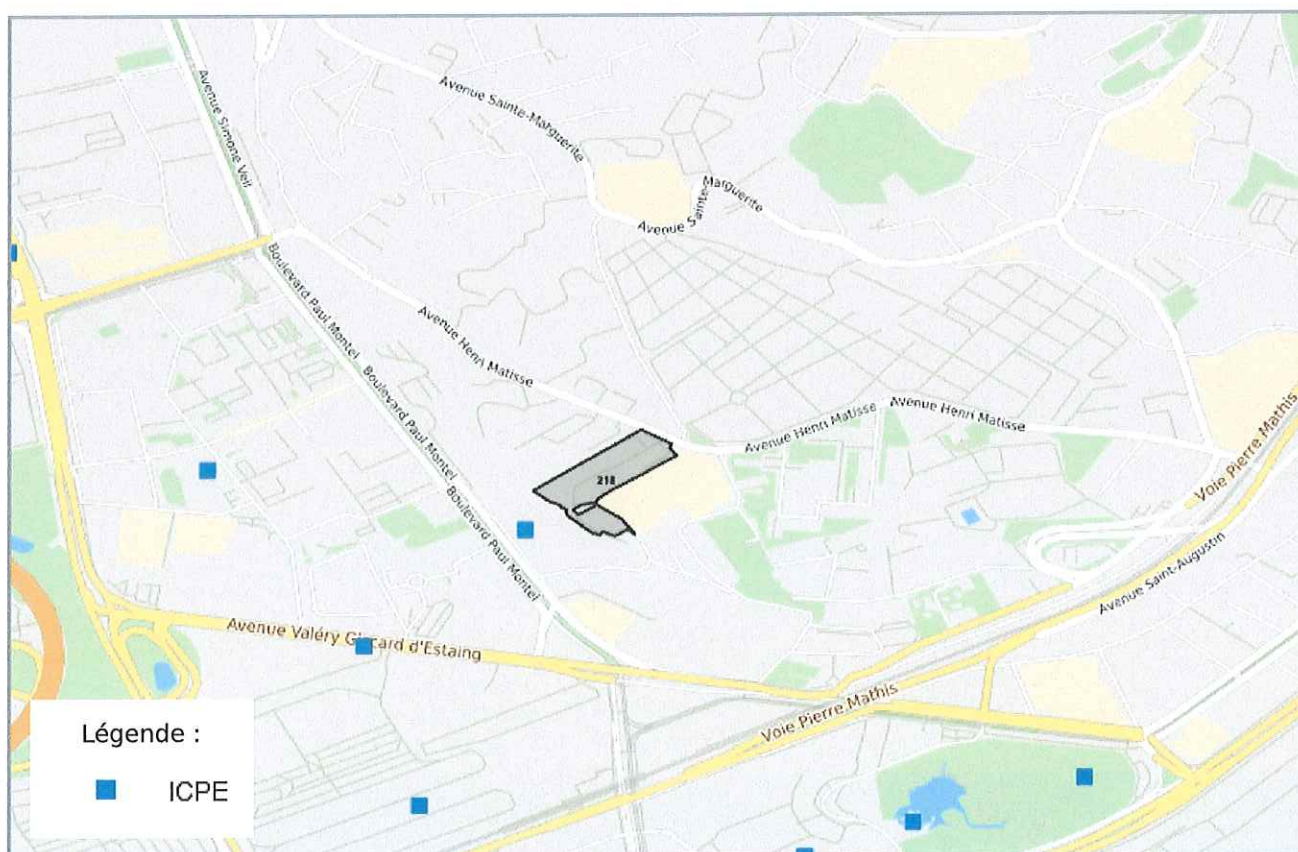 Avenue Simone Veil
Avenue Sainte-Marguerite
Avenue Sainte Marguerite
Boulevard Paul Montel
Boulevard Paul Montel
Boulevard Paul Montel
Avenue Henri Matisse
Avenue Henri Matisse
Avenue Henri Matisse
Voie Pierre Mathis
218
Avenue Saint-Augustin
Avenue Valéry Giscard d'Estaing
Voie Pierre Mathis
Légende :
ICPE